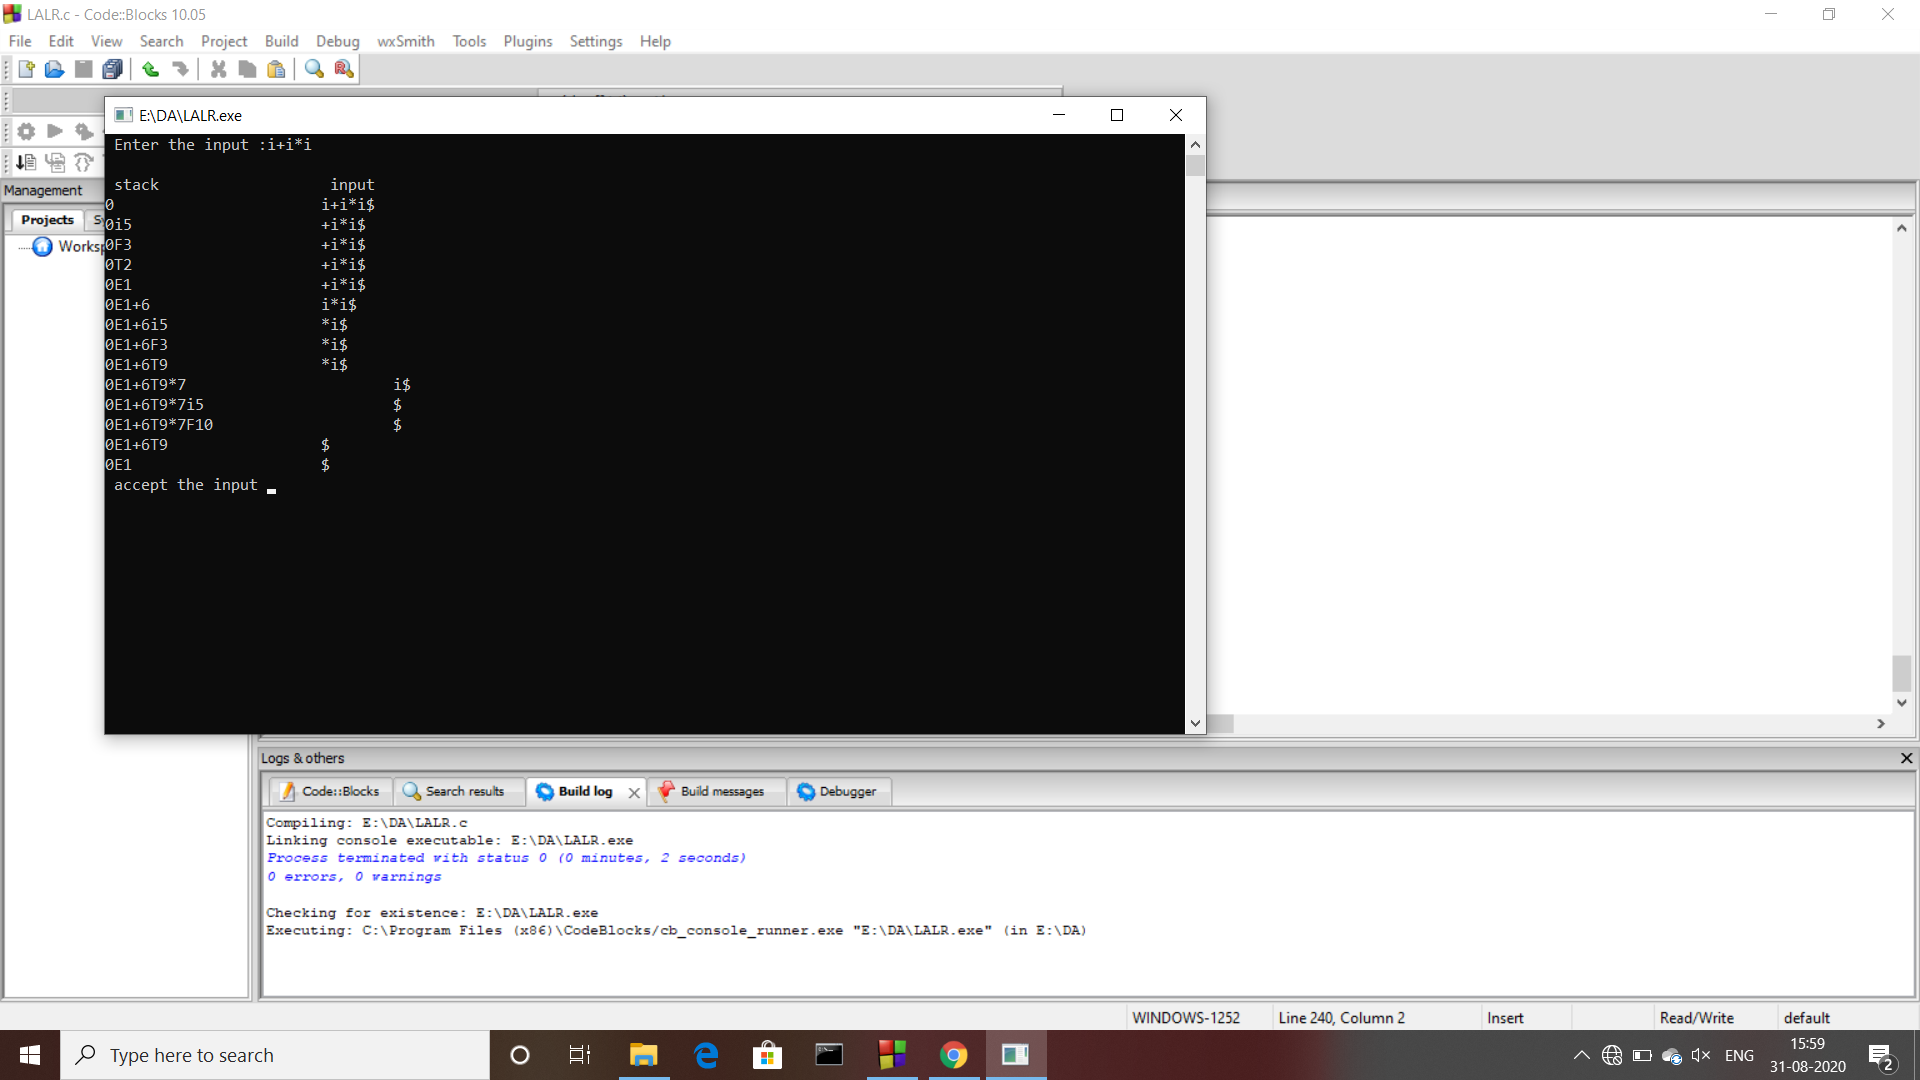 LALR.c - Code::Blocks 10.05
File Edit View Search Project Build Debug wxSmith Tools Plugins Settings Help
E:\DA\LALR.exe
Enter the input :i+i*i
stack input
0 i+i*i$
0i5 +i*i$
0F3 +i*i$
0T2 +i*i$
0E1 +i*i$
0E1+6 i*i$
0E1+6i5 *i$
0E1+6F3 *i$
0E1+6T9 *i$
0E1+6T9*7 i$
0E1+6T9*7i5 $
0E1+6T9*7F10 $
0E1+6T9 $
0E1 $
accept the input
Management
Projects
Worksp
Logs & others
Code::Blocks Search results Build log Build messages Debugger
Compiling: E:\DA\LALR.c
Linking console executable: E:\DA\LALR.exe
Process terminated with status 0 (0 minutes, 2 seconds)
0 errors, 0 warnings
Checking for existence: E:\DA\LALR.exe
Executing: C:\Program Files (x86)\CodeBlocks/cb_console_runner.exe "E:\DA\LALR.exe" (in E:\DA)
WINDOWS-1252 Line 240, Column 2 Insert Read/Write default
Type here to search
ENG
15:59
31-08-2020
2